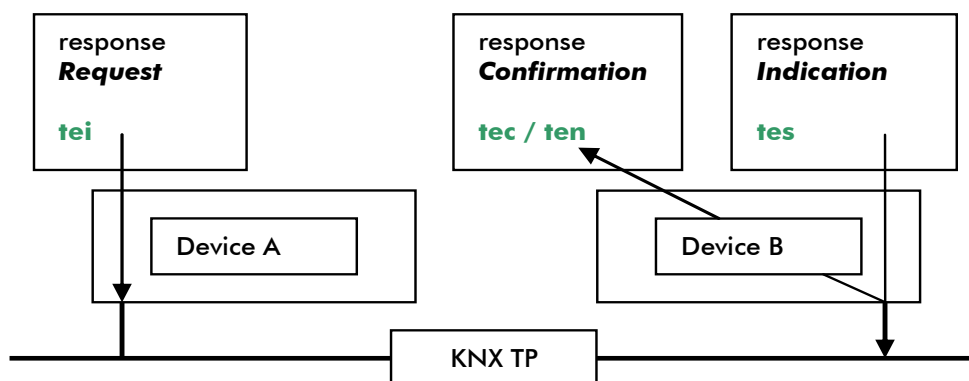 response
Request
tei
response
Confirmation
tec / ten
response
Indication
tes
Device A
Device B
KNX TP